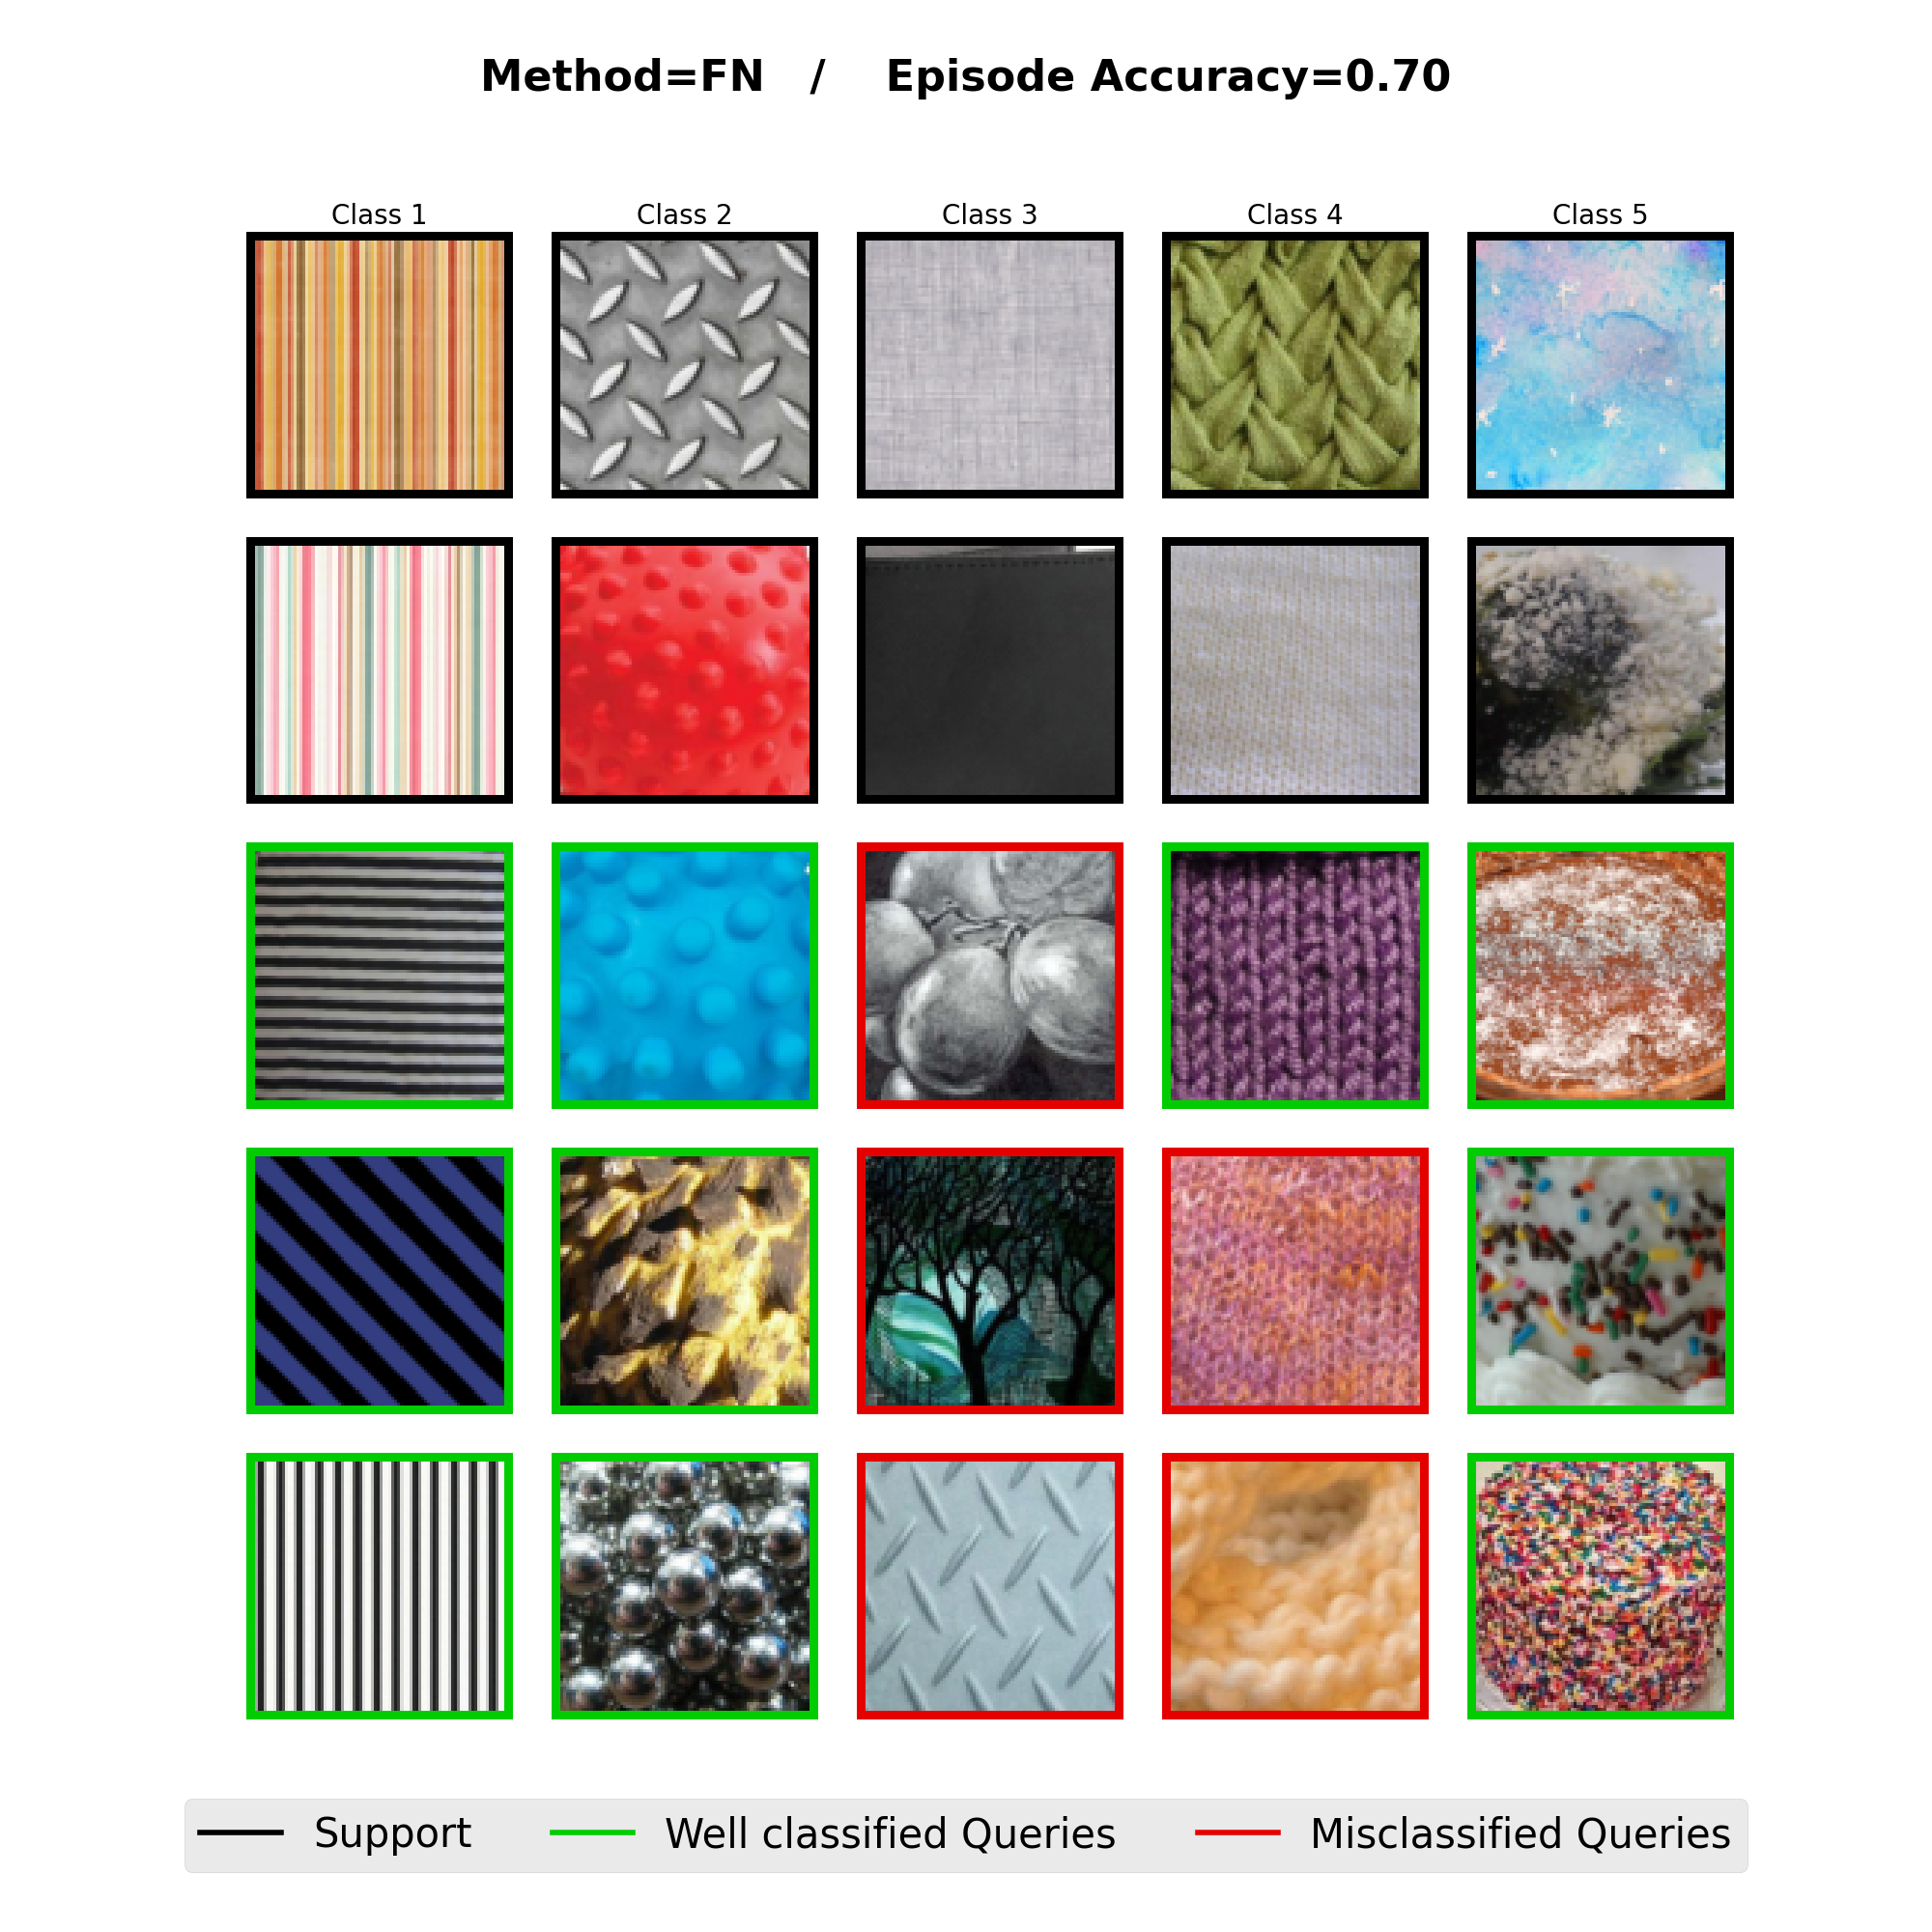 Method=FN / Episode Accuracy=0.70
Class 1 Class 2 Class 3 Class 4 Class 5
Support Well classified Queries Misclassified Queries